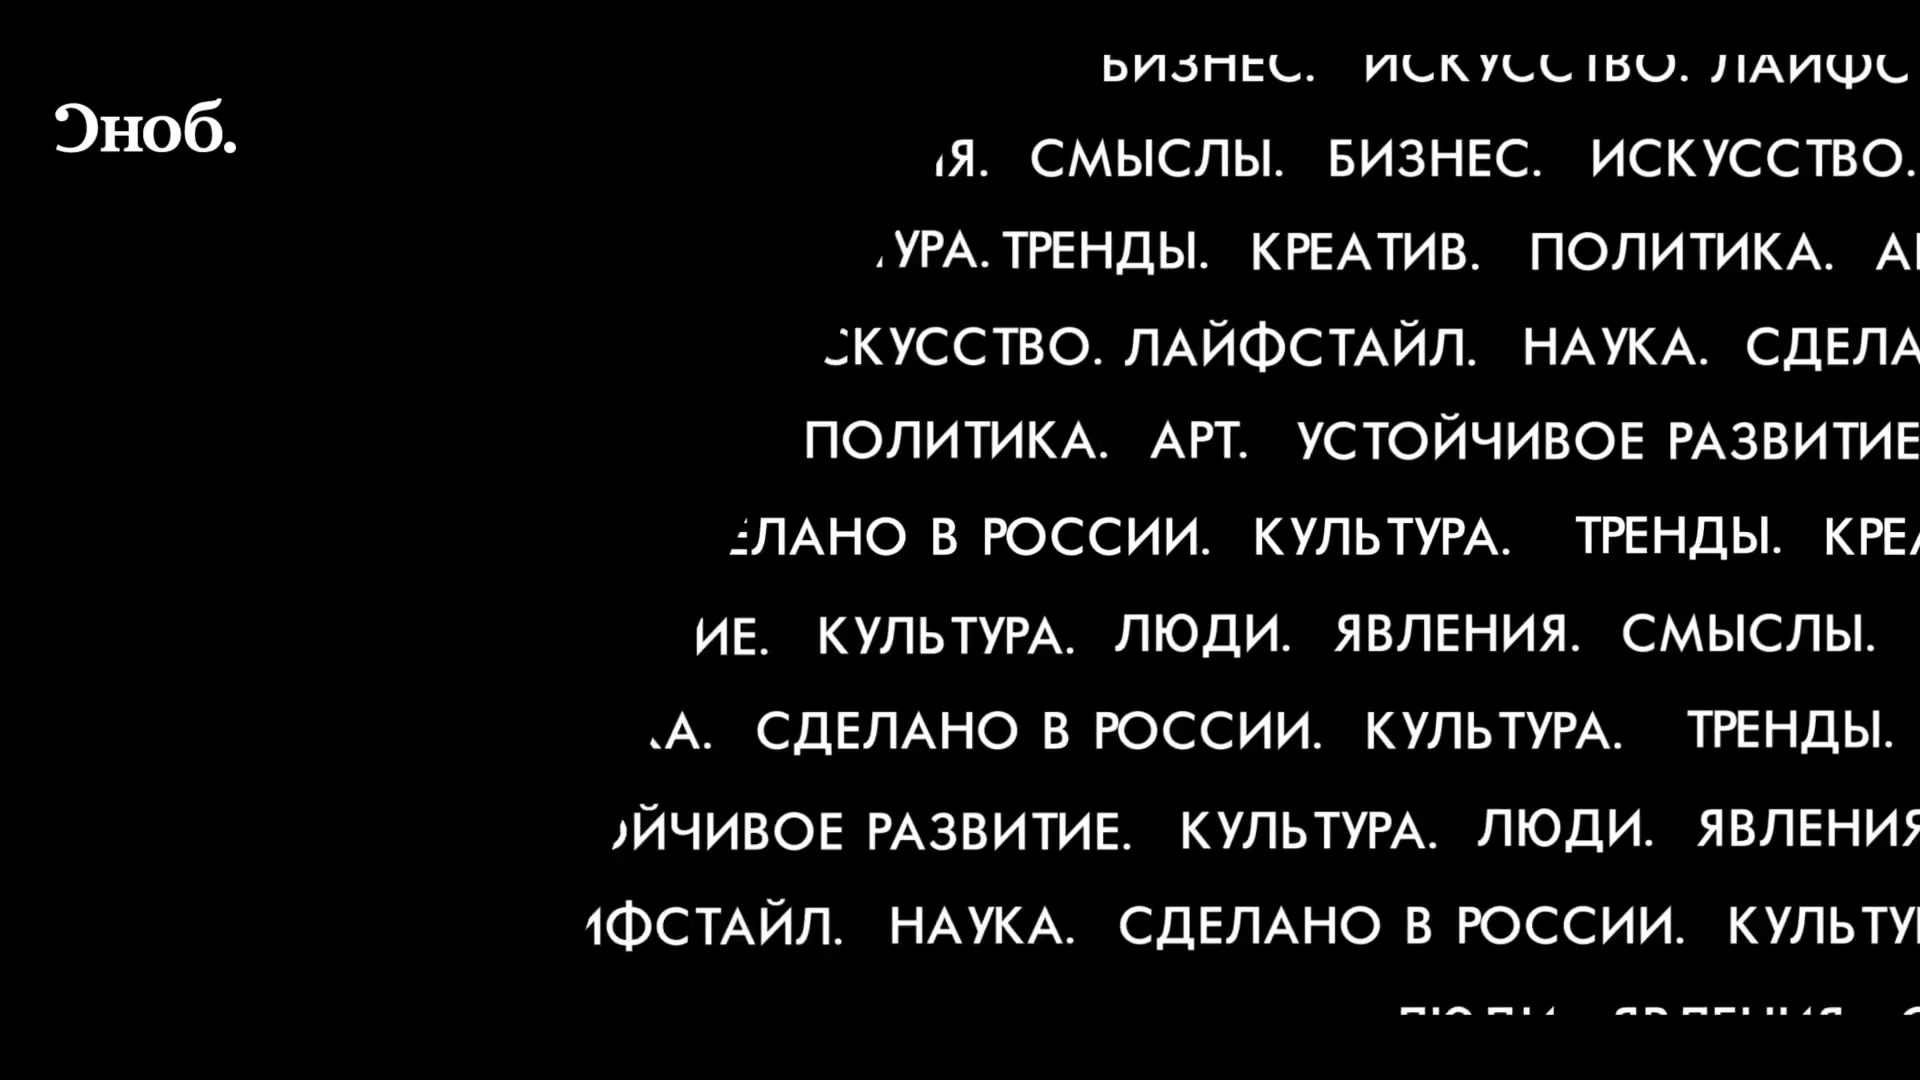 Сноб.
БИЗНЕС. ИСКУССТВО.
СМЫСЛЫ. БИЗНЕС. ИСКУССТВО.
ТРЕНДЫ. КРЕАТИВ. ПОЛИТИКА.
ЛАЙФСТАЙЛ. НАУКА.
ПОЛИТИКА. АРТ. УСТОЙЧИВОЕ РАЗВИТИЕ
В РОССИИ. КУЛЬТУРА. ТРЕНДЫ.
КУЛЬТУРА. ЛЮДИ. ЯВЛЕНИЯ. СМЫСЛЫ.
СДЕЛАНО В РОССИИ. КУЛЬТУРА. ТРЕНДЫ.
РАЗВИТИЕ. КУЛЬТУРА. ЛЮДИ. ЯВЛЕНИЯ
НАУКА. СДЕЛАНО В РОССИИ.